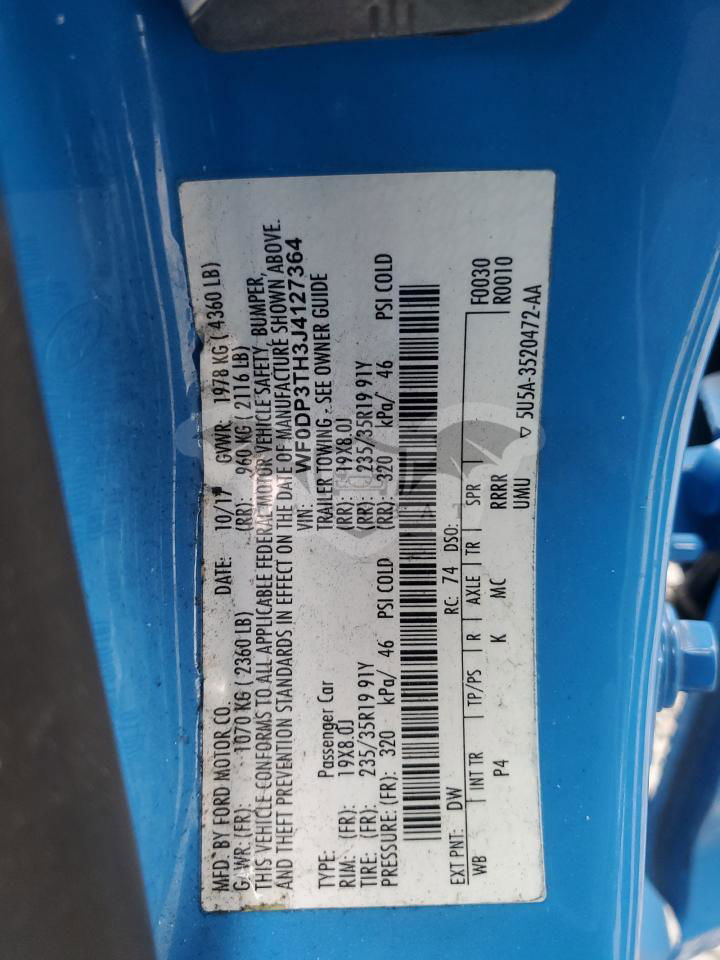 MFD. BY FORD MOTOR CO. DATE: 10/17 GVWR: 1978 KG ( 4360 LB)
GAWR: (FR): 1070 KG ( 2360 LB) (RR): 960 KG ( 2116 LB)
THIS VEHICLE CONFORMS TO ALL APPLICABLE FEDERAL MOTOR VEHICLE SAFETY, BUMPER,
AND THEFT PREVENTION STANDARDS IN EFFECT ON THE DATE OF MANUFACTURE SHOWN ABOVE.
VIN: WF0DP3TH3J4127364
TYPE: Passenger Car TRAILER TOWING - SEE OWNER GUIDE
RIM: (FR): 19X8.0J (RR): 19X8.0J
TIRE: (FR): 235/35R19 91Y (RR): 235/35R19 91Y
PRESSURE: (FR): 320 kPa/ 46 PSI COLD (RR): 320 kPa/ 46 PSI COLD
EXT PNT: DW RC: 74 DSO: F0030
R0010
WB INT TR TP/PS R AXLE TR SPR
P4 K MC RRRR
UMU
▽ 5U5A-3520472-AA